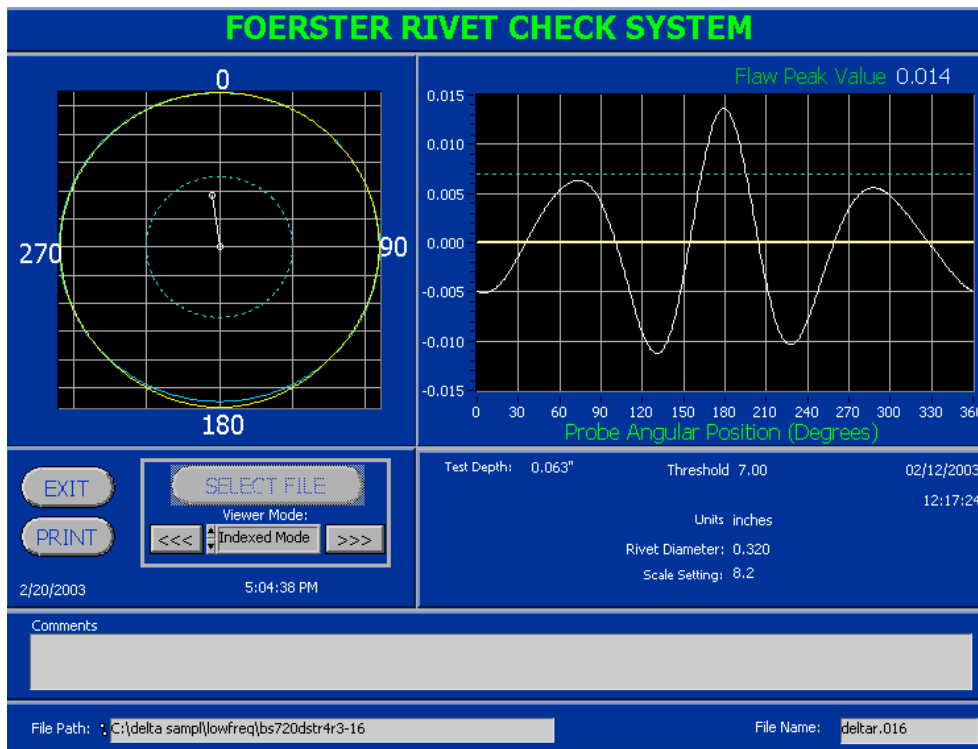 FOERSTER RIVET CHECK SYSTEM
0
270
90
180
Flaw Peak Value 0.014
0.015
0.010
0.005
0.000
-0.005
-0.010
-0.015
0 30 60 90 120 150 180 210 240 270 300 330 360
Probe Angular Position (Degrees)
EXIT
PRINT
SELECT FILE
Viewer Mode:
<<< Indexed Mode >>>
2/20/2003 5:04:38 PM
Test Depth: 0.063" Threshold 7.00 02/12/2003
12:17:24
Units inches
Rivet Diameter: 0.320
Scale Setting: 8.2
Comments
File Path: C:\delta sampl\lowfreq\bs720dstr4r3-16 File Name: deltar.016